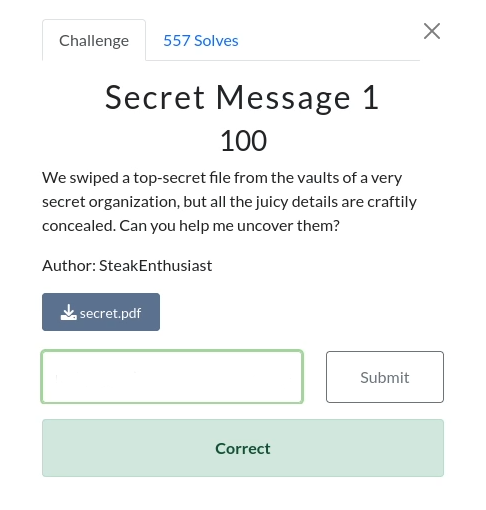 Challenge
557 Solves
Secret Message 1
100
We swiped a top-secret file from the vaults of a very
secret organization, but all the juicy details are craftily
concealed. Can you help me uncover them?
Author: SteakEnthusiast
secret.pdf
Submit
Correct